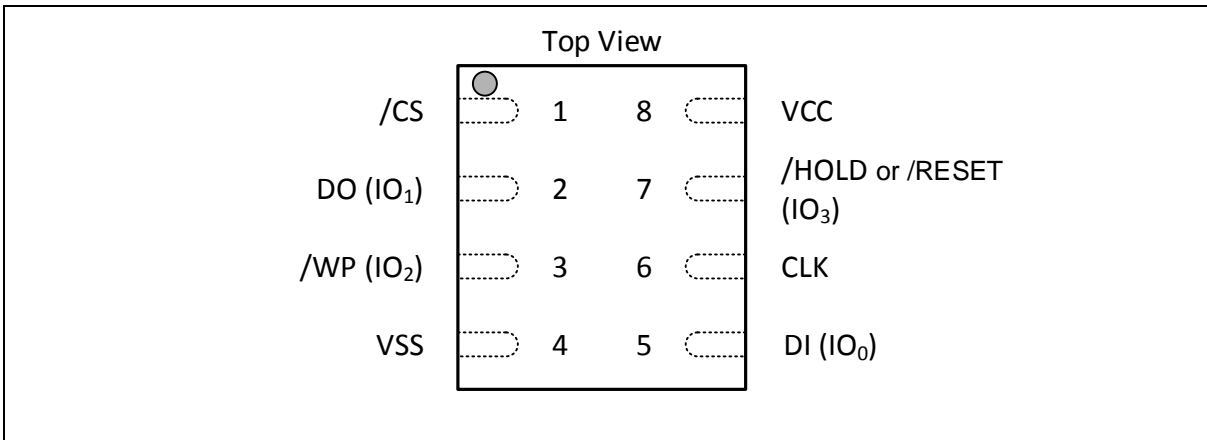 Top View
/CS 1 8 VCC
DO (IO₁) 2 7 /HOLD or /RESET
(IO₃)
/WP (IO₂) 3 6 CLK
VSS 4 5 DI (IO₀)